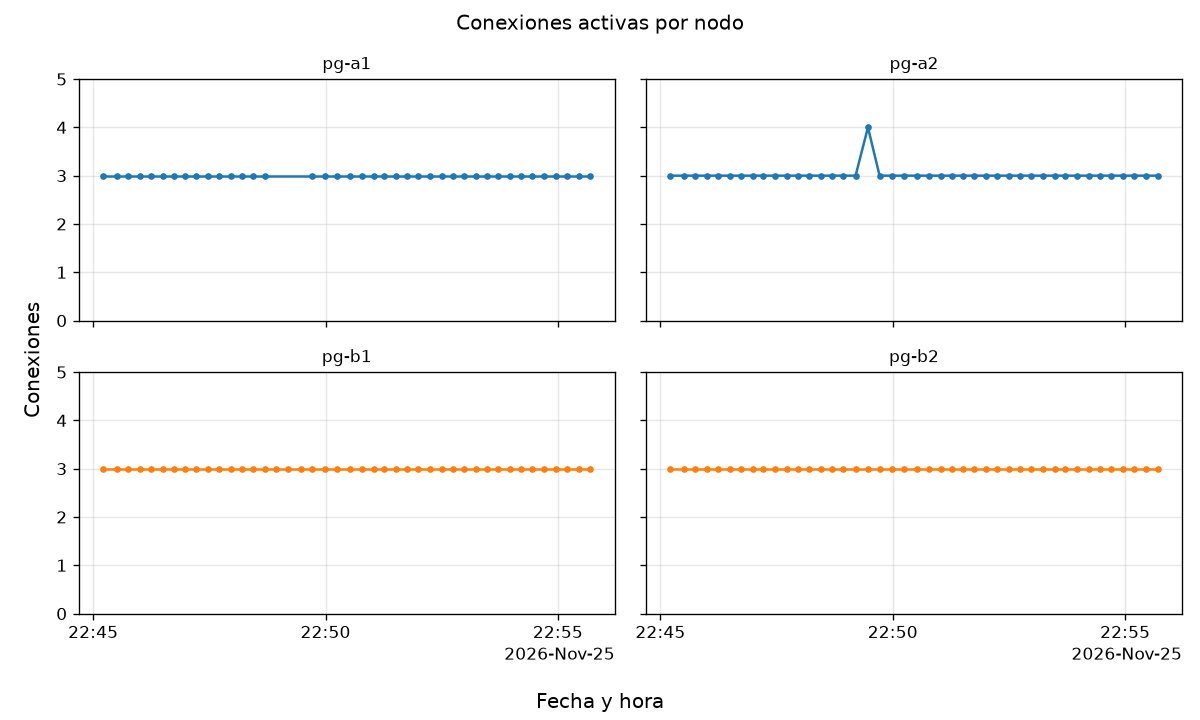 Conexiones activas por nodo
pg-a1
pg-a2
5
4
3
2
1
0
Conexiones
pg-b1
pg-b2
5
4
3
2
1
0
22:45
22:50
22:55
22:45
22:50
22:55
2026-Nov-25
2026-Nov-25
Fecha y hora